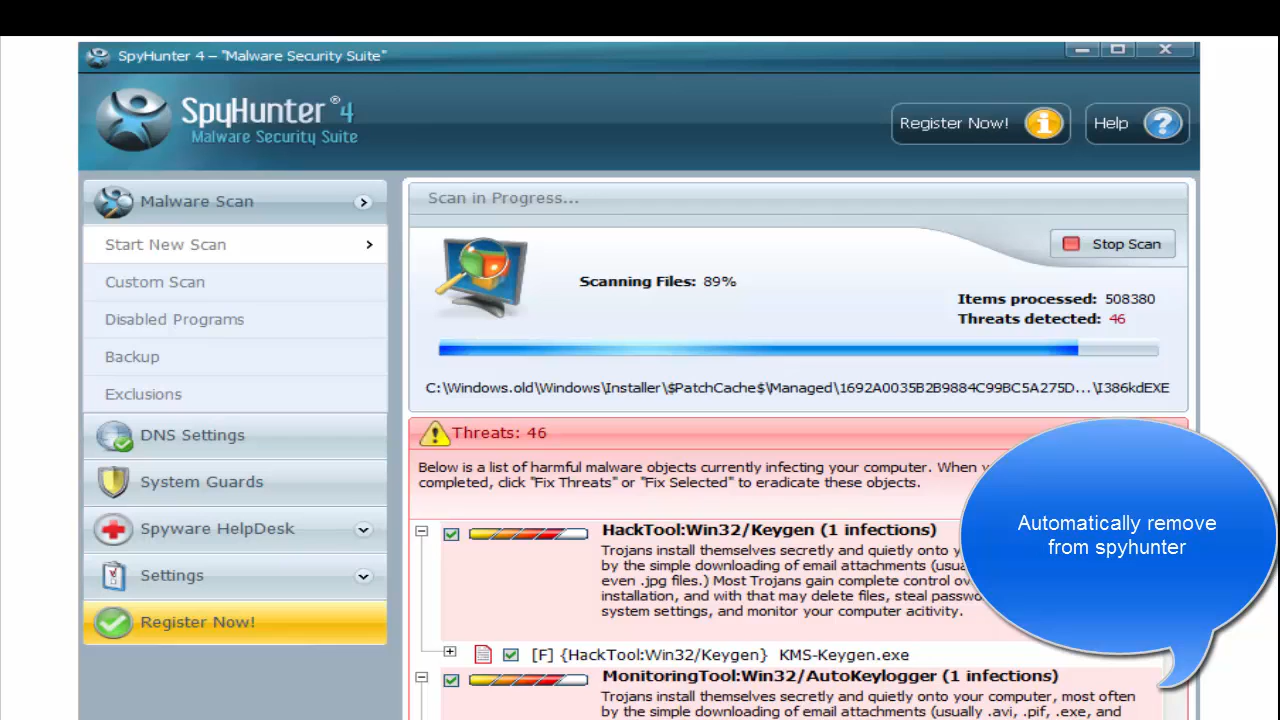 SpyHunter 4 – "Malware Security Suite"
SpyHunter®4
Malware Security Suite
Register Now!
Help
Malware Scan
Start New Scan
Custom Scan
Disabled Programs
Backup
Exclusions
DNS Settings
System Guards
Spyware HelpDesk
Settings
Register Now!
Scan in Progress...
Stop Scan
Scanning Files: 89%
Items processed: 508380
Threats detected: 46
C:\Windows.old\Windows\Installer\$PatchCache$\Managed\1692A0035B2B9884C99BC5A275D...\I386kdEXE
Threats: 46
Below is a list of harmful malware objects currently infecting your computer. When
completed, click "Fix Threats" or "Fix Selected" to eradicate these objects.
HackTool:Win32/Keygen (1 infections)
Trojans install themselves secretly and quietly onto
by the simple downloading of email attachments
even .jpg files.) Most Trojans gain complete control
installation, and with that may delete files, steal
system settings, and monitor your computer acitivity.
[F] {HackTool:Win32/Keygen} KMS-Keygen.exe
MonitoringTool:Win32/AutoKeylogger (1 infections)
Trojans install themselves secretly and quietly onto your computer, most often
by the simple downloading of email attachments (usually .avi, .pif, .exe, and
Automatically remove
from spyhunter